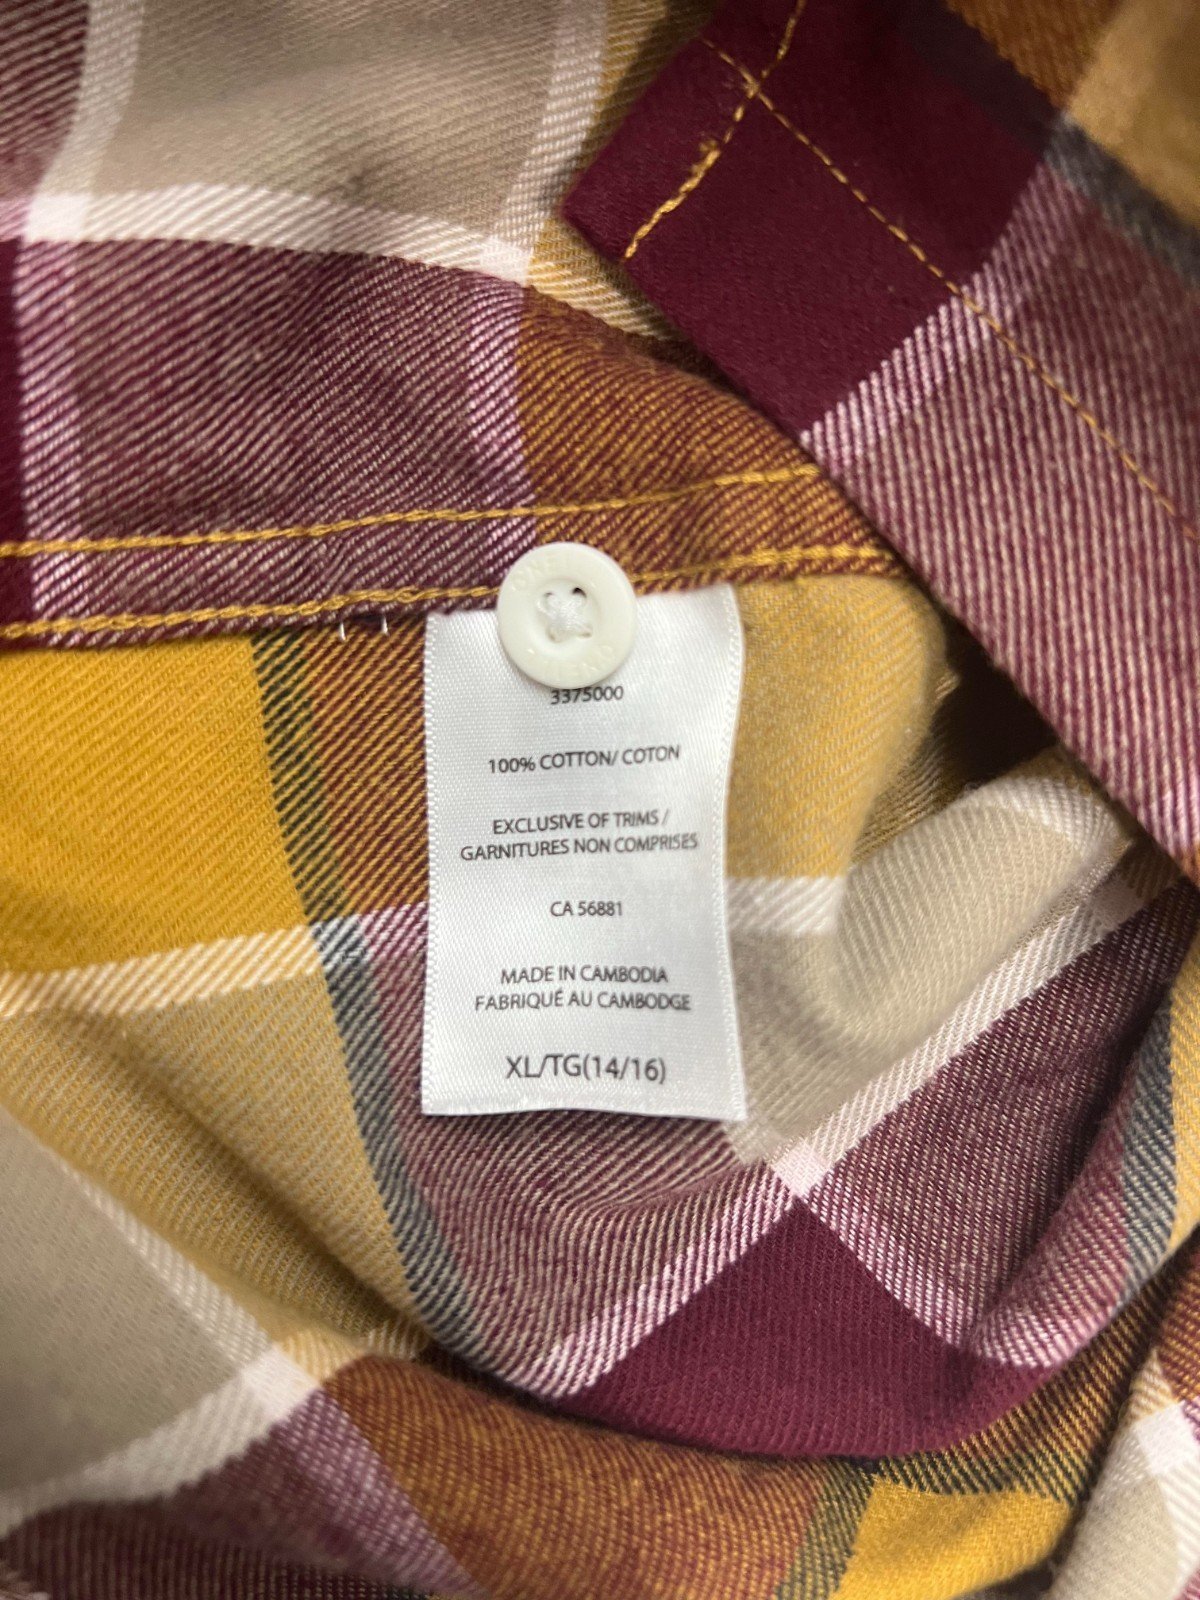 3375000
100% COTTON/ COTON
EXCLUSIVE OF TRIMS /
GARNITURES NON COMPRISES
CA 56881
MADE IN CAMBODIA
FABRIQUÉ AU CAMBODGE
XL/TG(14/16)